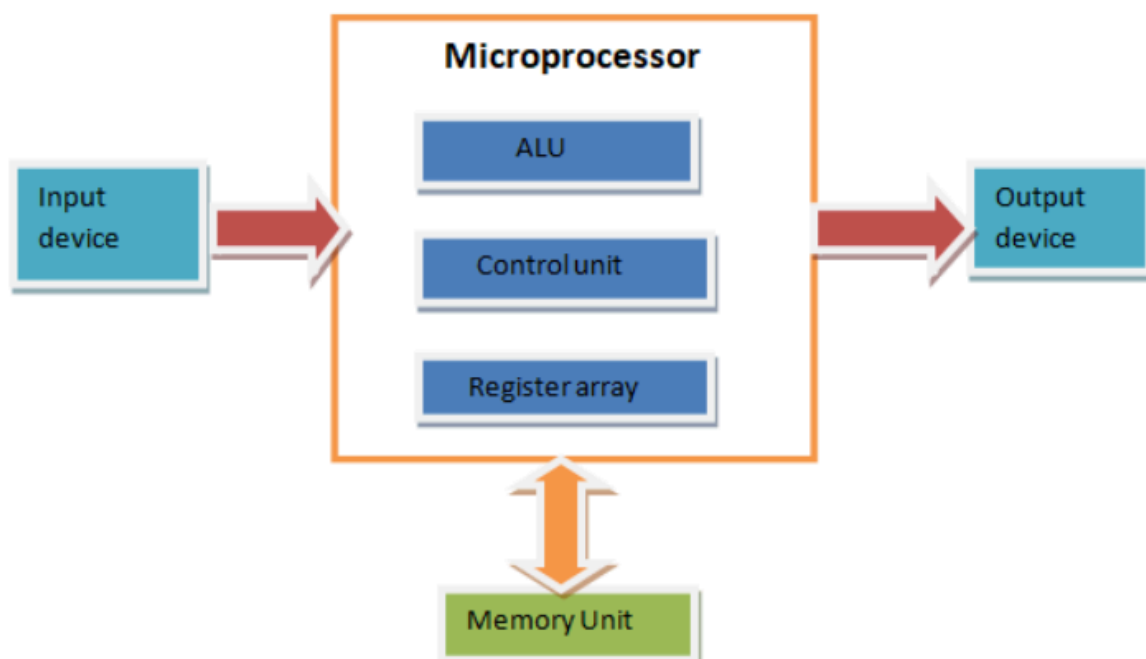 Microprocessor
ALU
Input
device
Control unit
Output
device
Register array
Memory Unit